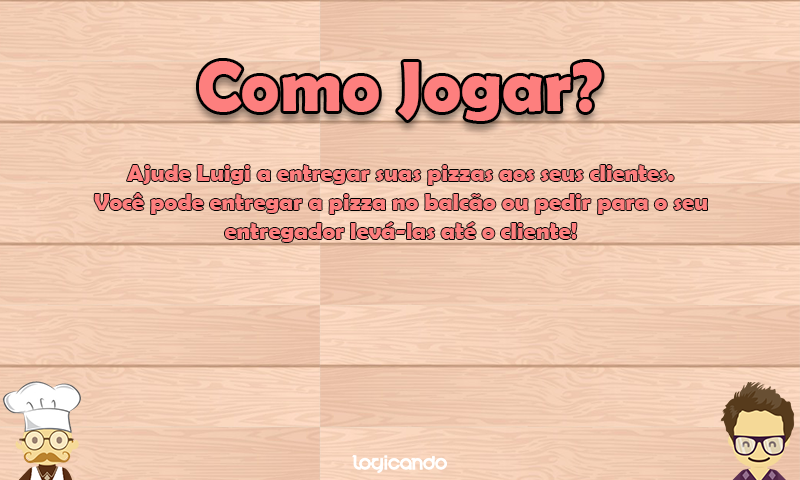 Como Jogar?
Ajude Luigi a entregar suas pizzas aos seus clientes.
Você pode entregar a pizza no balcão ou pedir para o seu
entregador levá-las até o cliente!
logicando